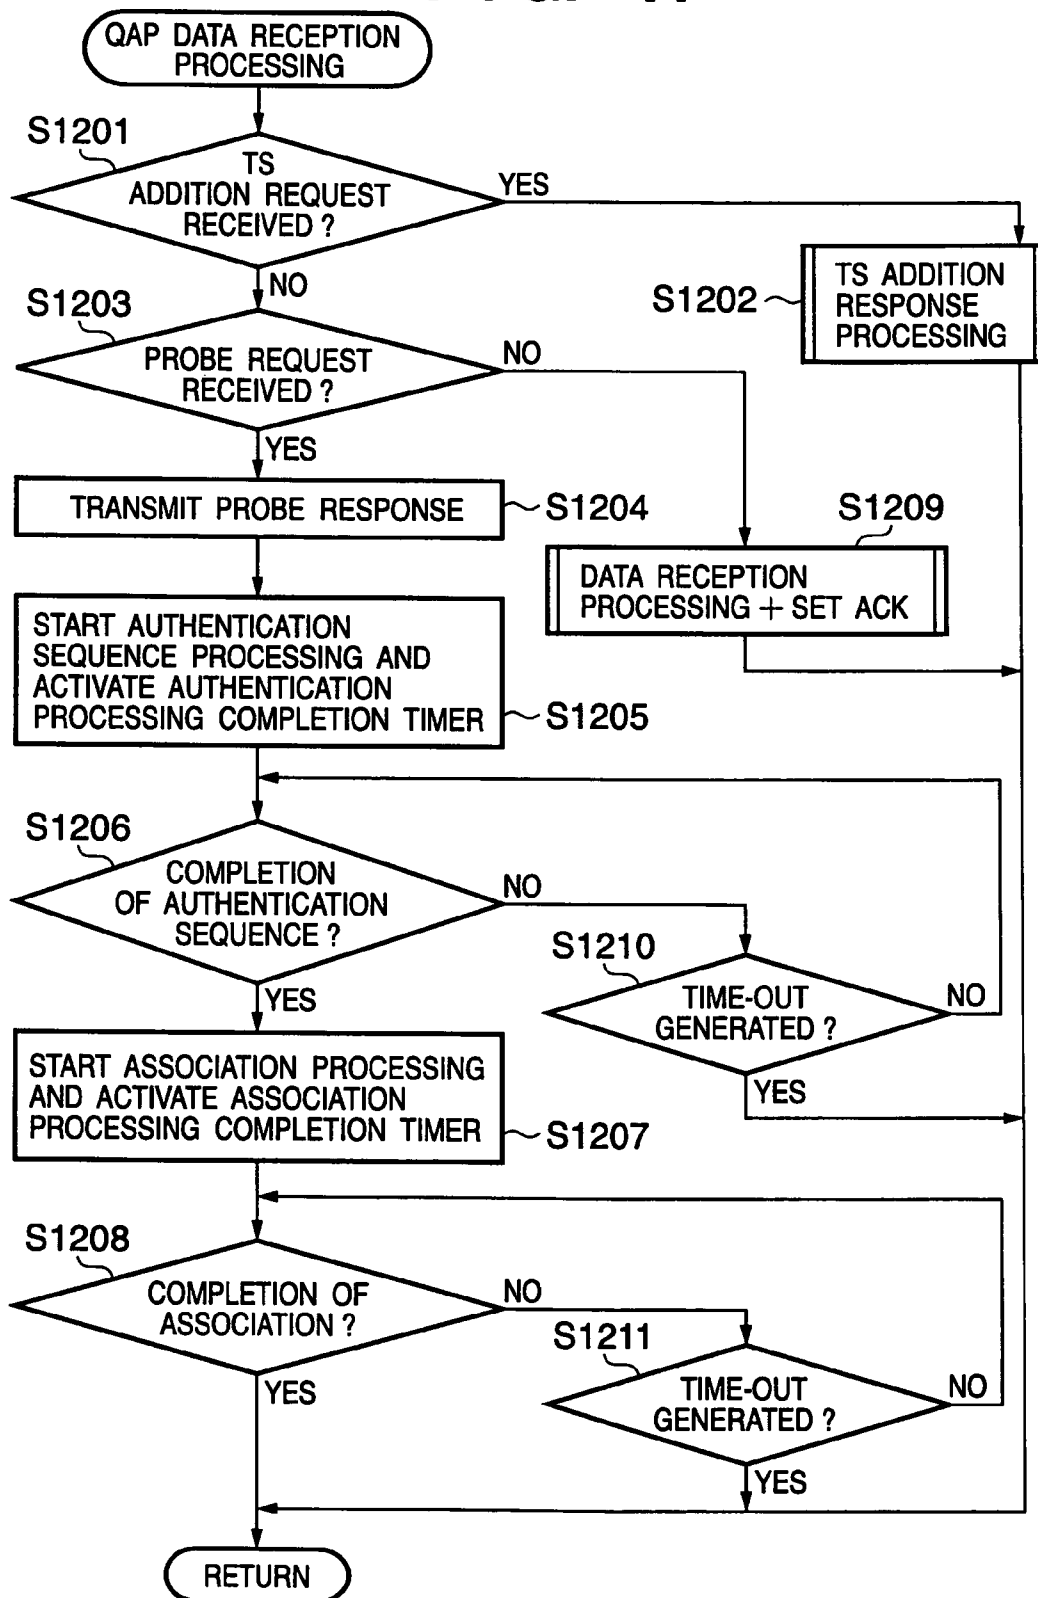 QAP DATA RECEPTION
PROCESSING
S1201
TS
ADDITION REQUEST
RECEIVED ?
YES
NO
S1202
TS ADDITION
RESPONSE
PROCESSING
S1203
PROBE REQUEST
RECEIVED ?
NO
YES
TRANSMIT PROBE RESPONSE
S1204
S1209
DATA RECEPTION
PROCESSING + SET ACK
START AUTHENTICATION
SEQUENCE PROCESSING AND
ACTIVATE AUTHENTICATION
PROCESSING COMPLETION TIMER
S1205
S1206
COMPLETION
OF AUTHENTICATION
SEQUENCE ?
NO
YES
S1210
TIME-OUT
GENERATED ?
NO
YES
START ASSOCIATION PROCESSING
AND ACTIVATE ASSOCIATION
PROCESSING COMPLETION TIMER
S1207
S1208
COMPLETION OF
ASSOCIATION ?
NO
YES
S1211
TIME-OUT
GENERATED ?
NO
YES
RETURN